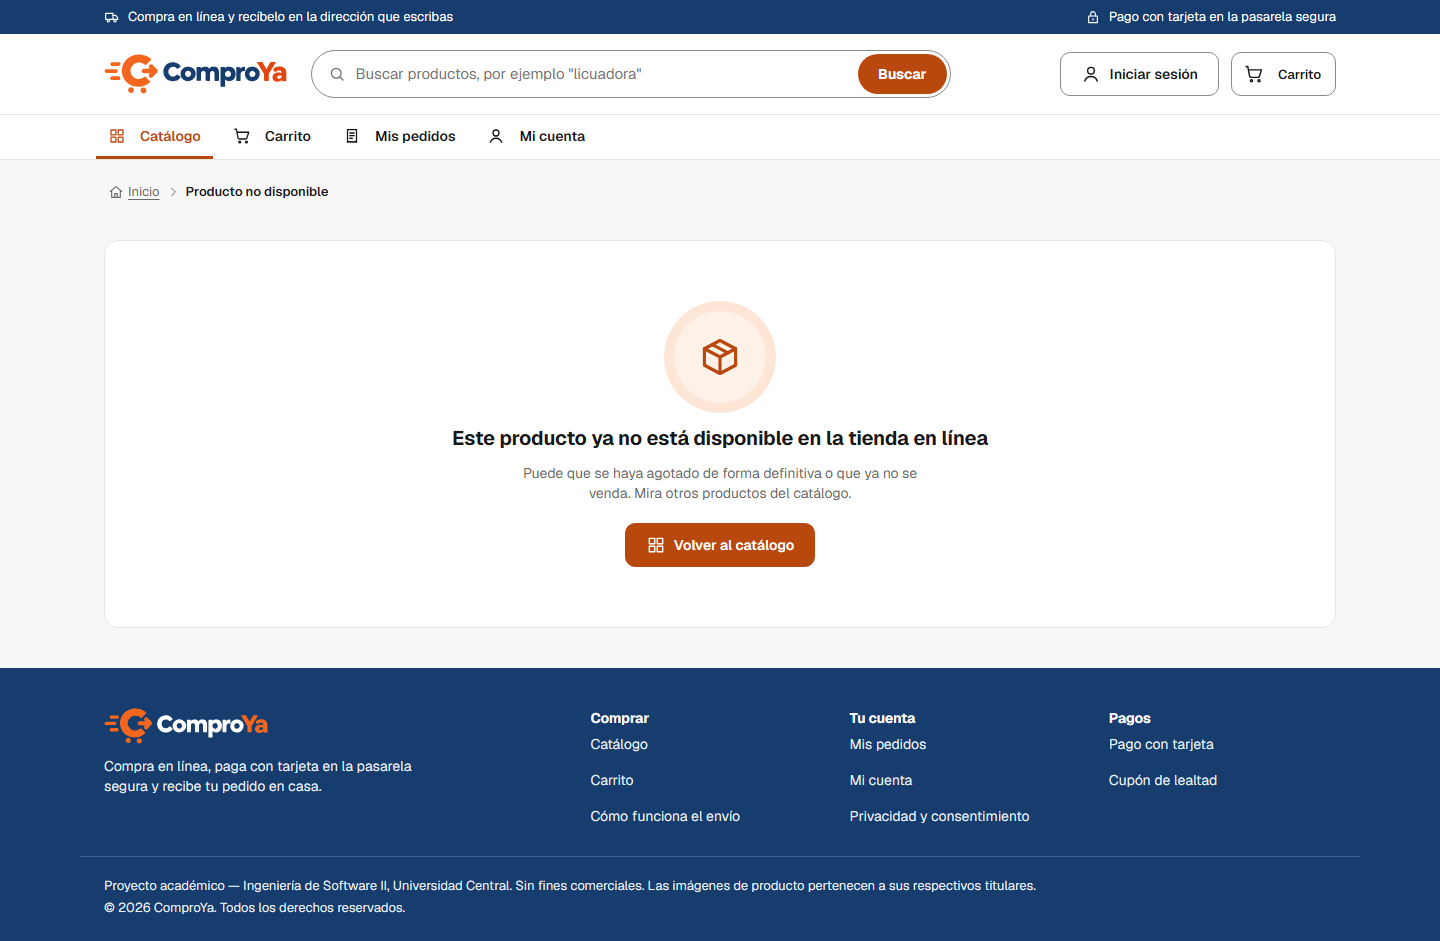 Compra en línea y recíbelo en la dirección que escribas
Pago con tarjeta en la pasarela segura
ComproYa
Buscar productos, por ejemplo "licuadora"
Buscar
Iniciar sesión
Carrito
Catálogo
Carrito
Mis pedidos
Mi cuenta
Inicio
Producto no disponible
Este producto ya no está disponible en la tienda en línea
Puede que se haya agotado de forma definitiva o que ya no se
venda. Mira otros productos del catálogo.
Volver al catálogo
ComproYa
Compra en línea, paga con tarjeta en la pasarela
segura y recibe tu pedido en casa.
Comprar
Catálogo
Carrito
Cómo funciona el envío
Tu cuenta
Mis pedidos
Mi cuenta
Privacidad y consentimiento
Pagos
Pago con tarjeta
Cupón de lealtad
Proyecto académico — Ingeniería de Software II, Universidad Central. Sin fines comerciales. Las imágenes de producto pertenecen a sus respectivos titulares.
© 2026 ComproYa. Todos los derechos reservados.